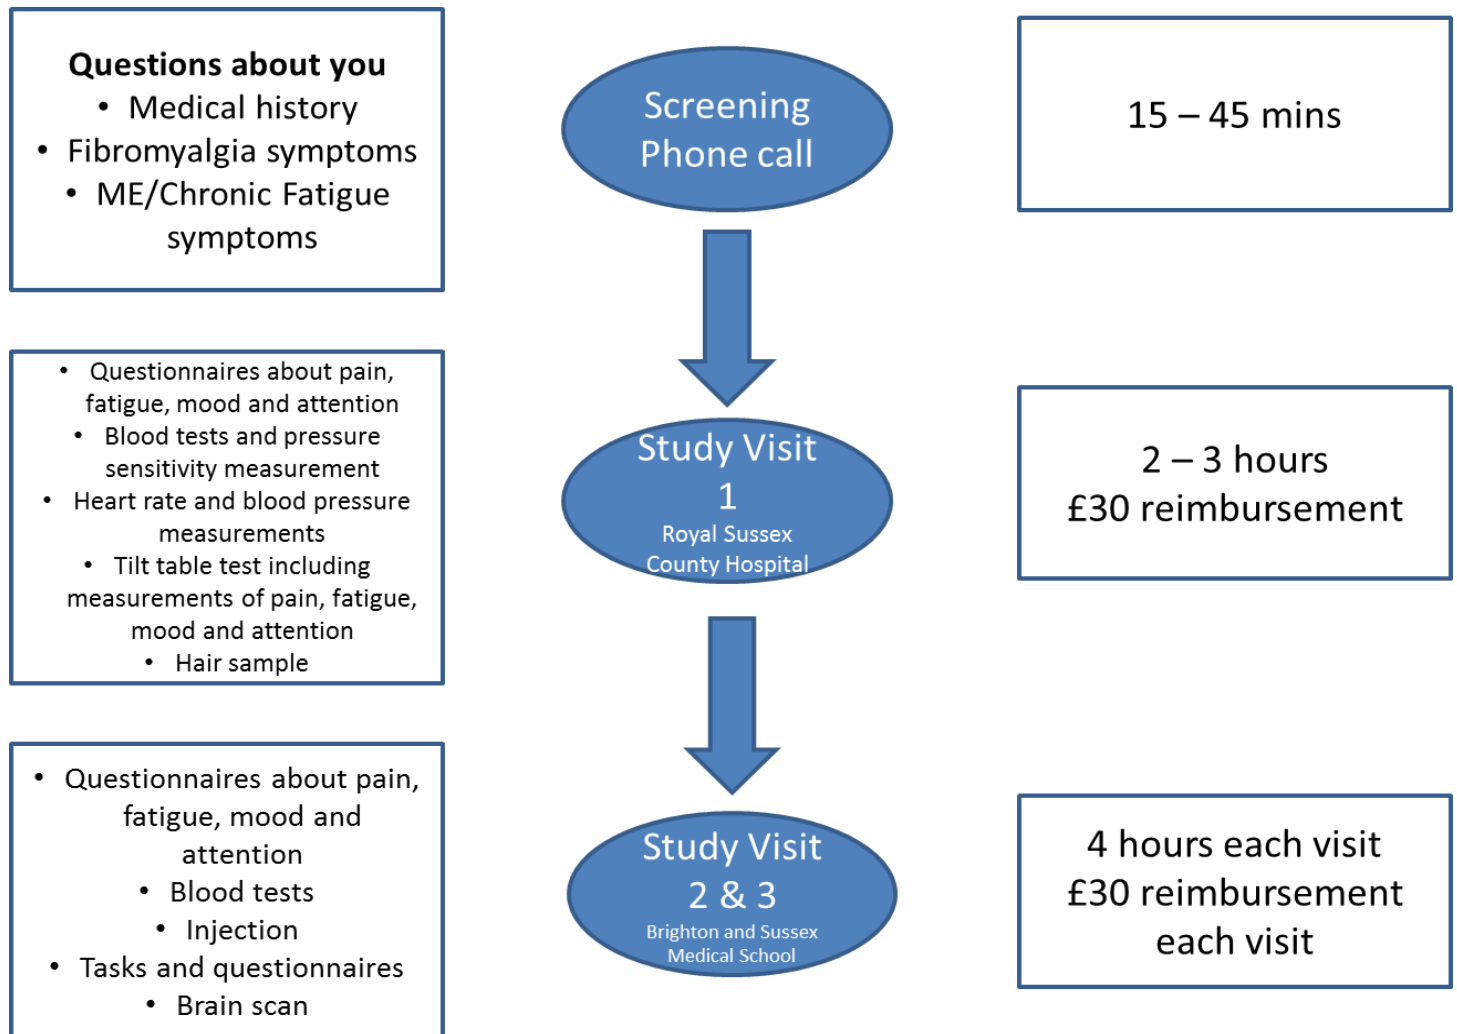 Questions about you
• Medical history
• Fibromyalgia symptoms
• ME/Chronic Fatigue
symptoms
Screening
Phone call
15 – 45 mins
• Questionnaires about pain,
fatigue, mood and attention
• Blood tests and pressure
sensitivity measurement
• Heart rate and blood pressure
measurements
• Tilt table test including
measurements of pain, fatigue,
mood and attention
• Hair sample
Study Visit
1
Royal Sussex
County Hospital
2 – 3 hours
£30 reimbursement
• Questionnaires about pain,
fatigue, mood and
attention
• Blood tests
• Injection
• Tasks and questionnaires
• Brain scan
Study Visit
2 & 3
Brighton and Sussex
Medical School
4 hours each visit
£30 reimbursement
each visit